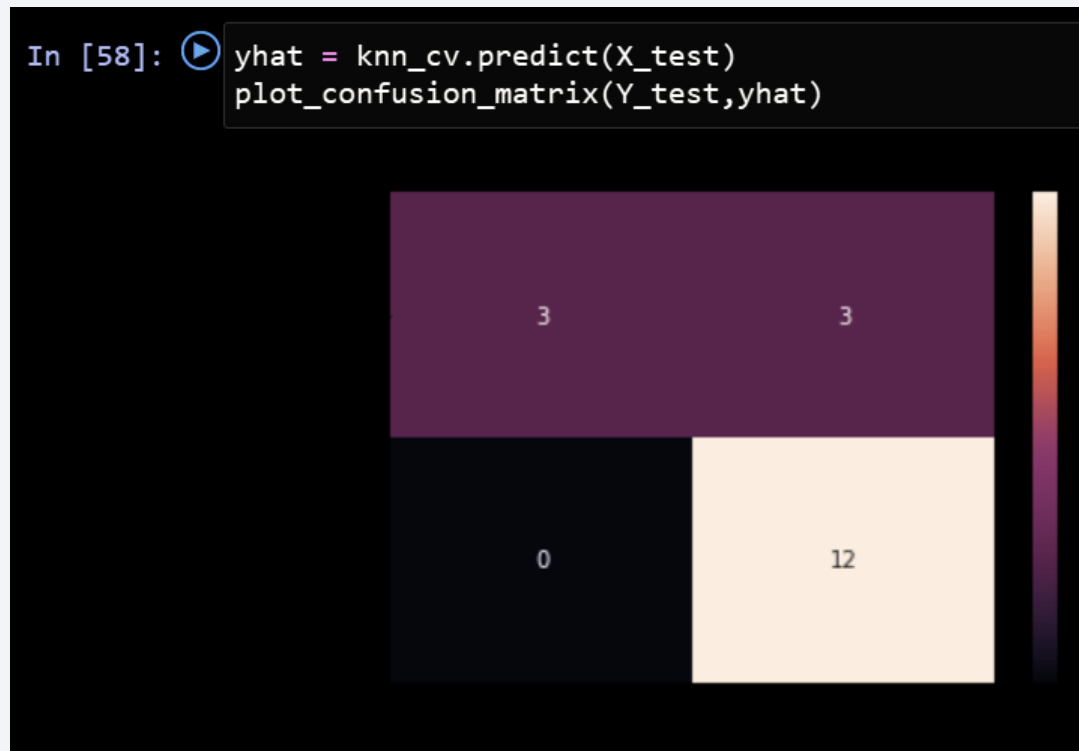 In [58]: yhat = knn_cv.predict(X_test)
plot_confusion_matrix(Y_test,yhat)
3 3
0 12